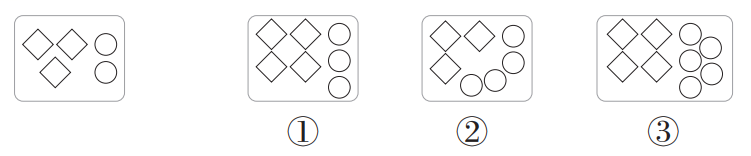 ① ② ③